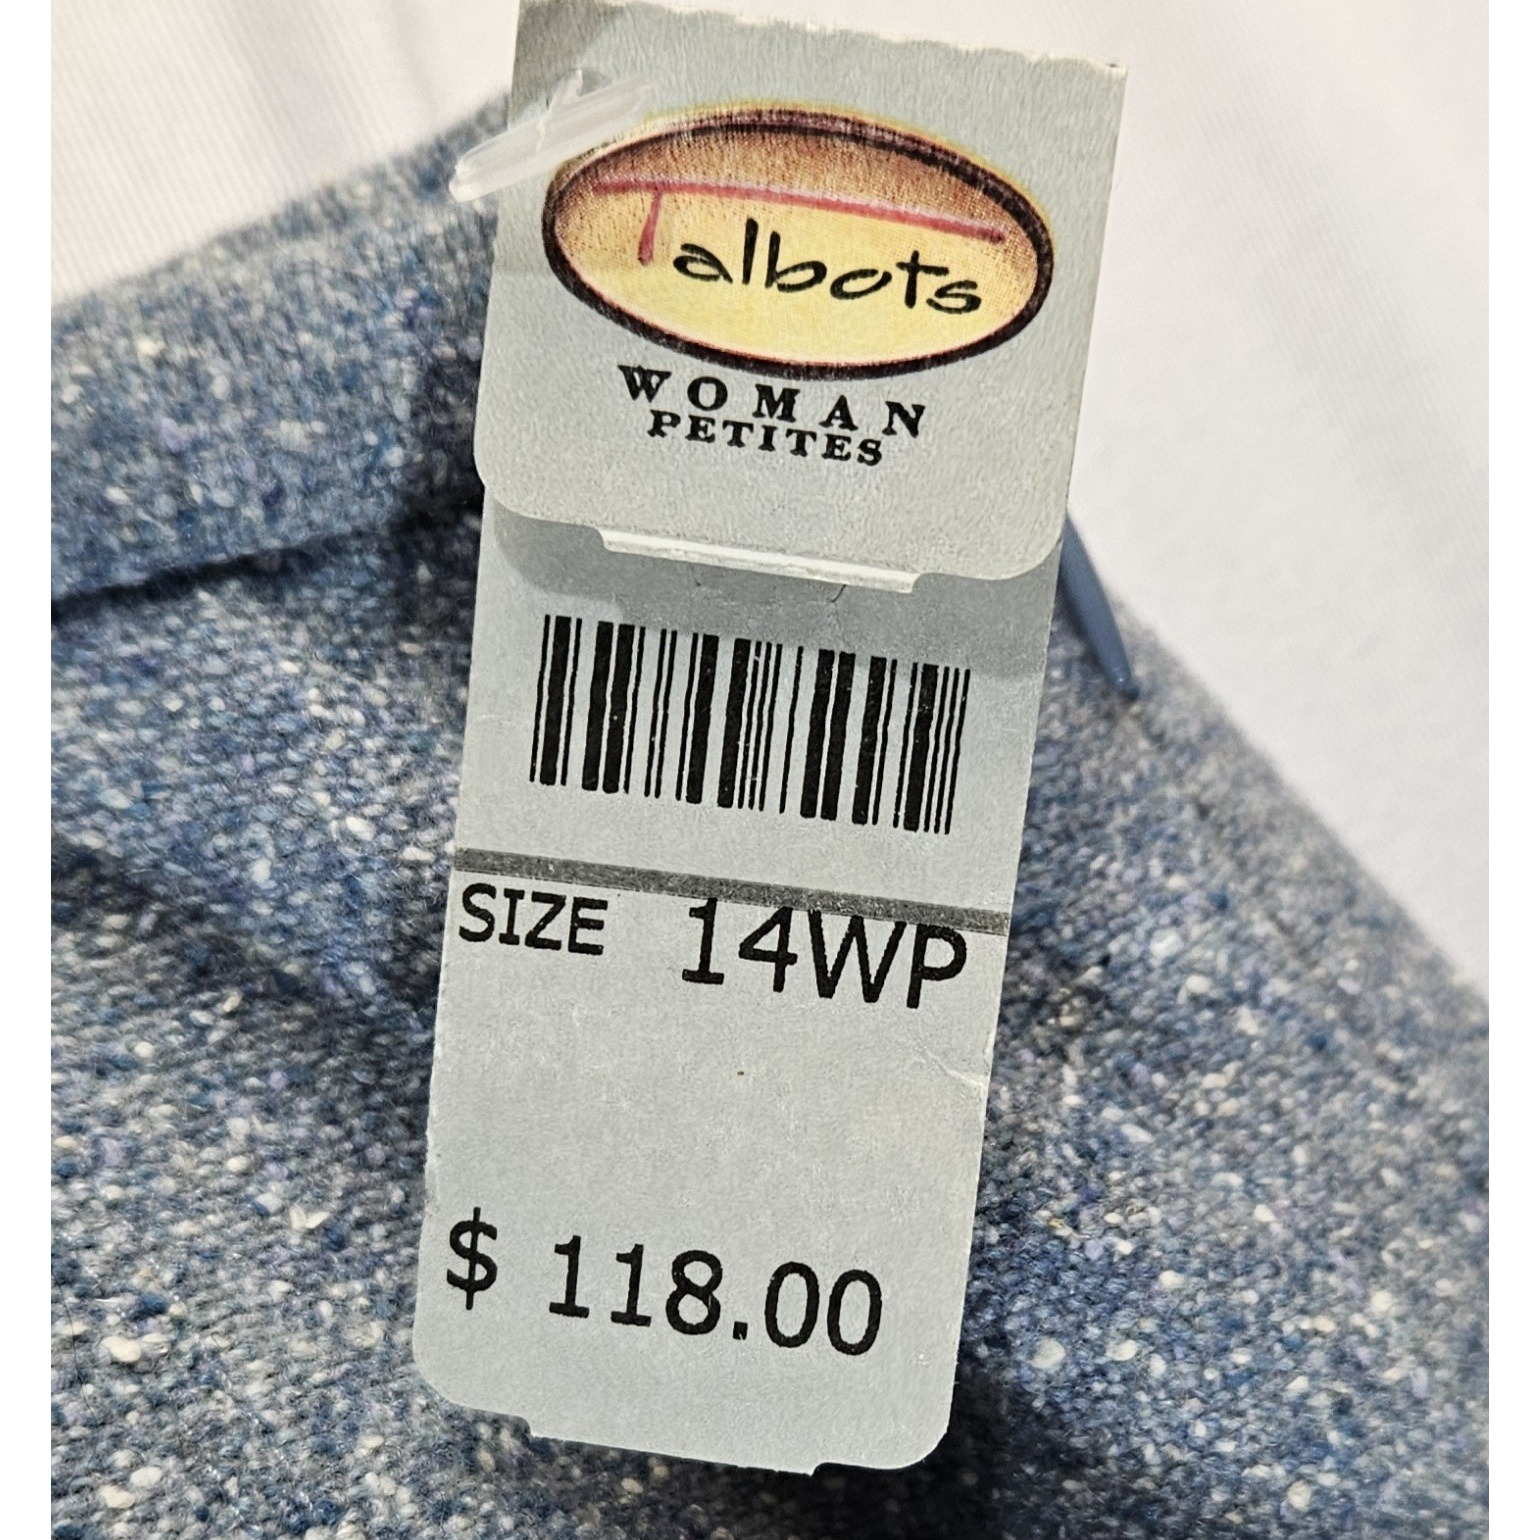 Talbots
WOMAN
PETITES
SIZE 14WP
$ 118.00